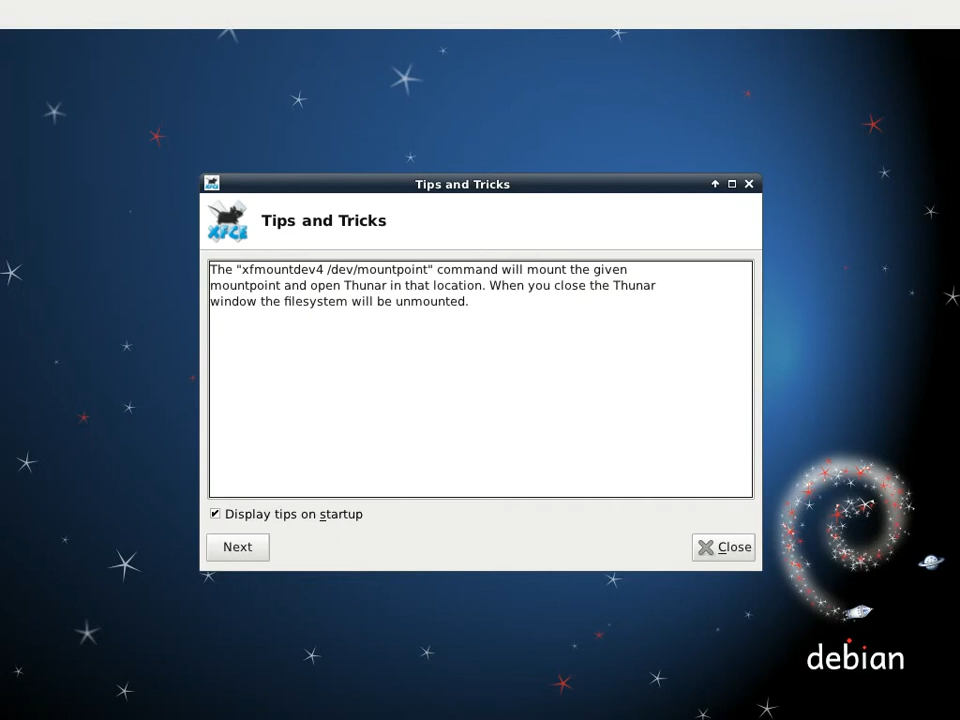 Tips and Tricks
XFCE
Tips and Tricks
The "xfmountdev4 /dev/mountpoint" command will mount the given
mountpoint and open Thunar in that location. When you close the Thunar
window the filesystem will be unmounted.
Display tips on startup
Next
Close
debian